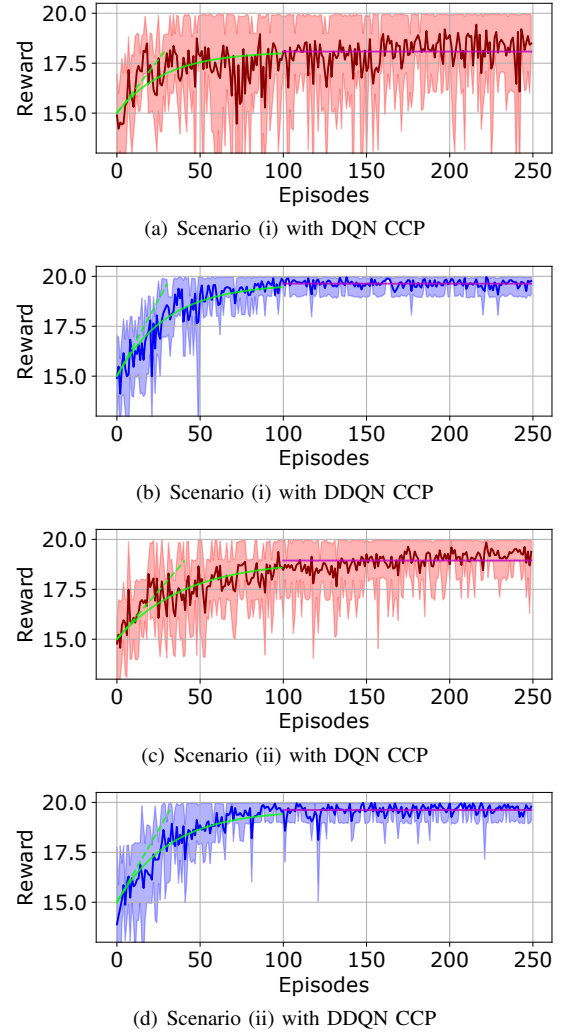 20.0
17.5
15.0
Reward
0 50 100 150 200 250
Episodes
(a) Scenario (i) with DQN CCP
20.0
17.5
15.0
Reward
0 50 100 150 200 250
Episodes
(b) Scenario (i) with DDQN CCP
20.0
17.5
15.0
Reward
0 50 100 150 200 250
Episodes
(c) Scenario (ii) with DQN CCP
20.0
17.5
15.0
Reward
0 50 100 150 200 250
Episodes
(d) Scenario (ii) with DDQN CCP